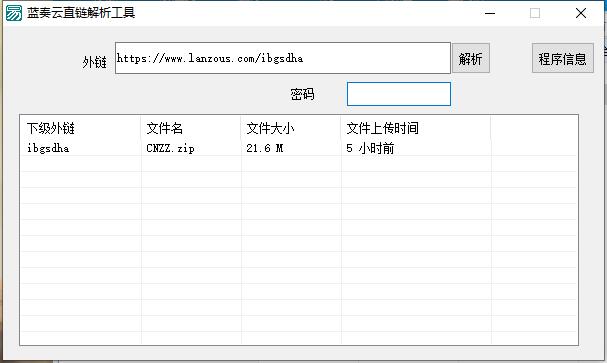 蓝奏云直链解析工具
外链 https://www.lanzous.com/ibgsdha 解析 程序信息
密码
下级外链 文件名 文件大小 文件上传时间
ibgsdha CNZZ.zip 21.6 M 5 小时前